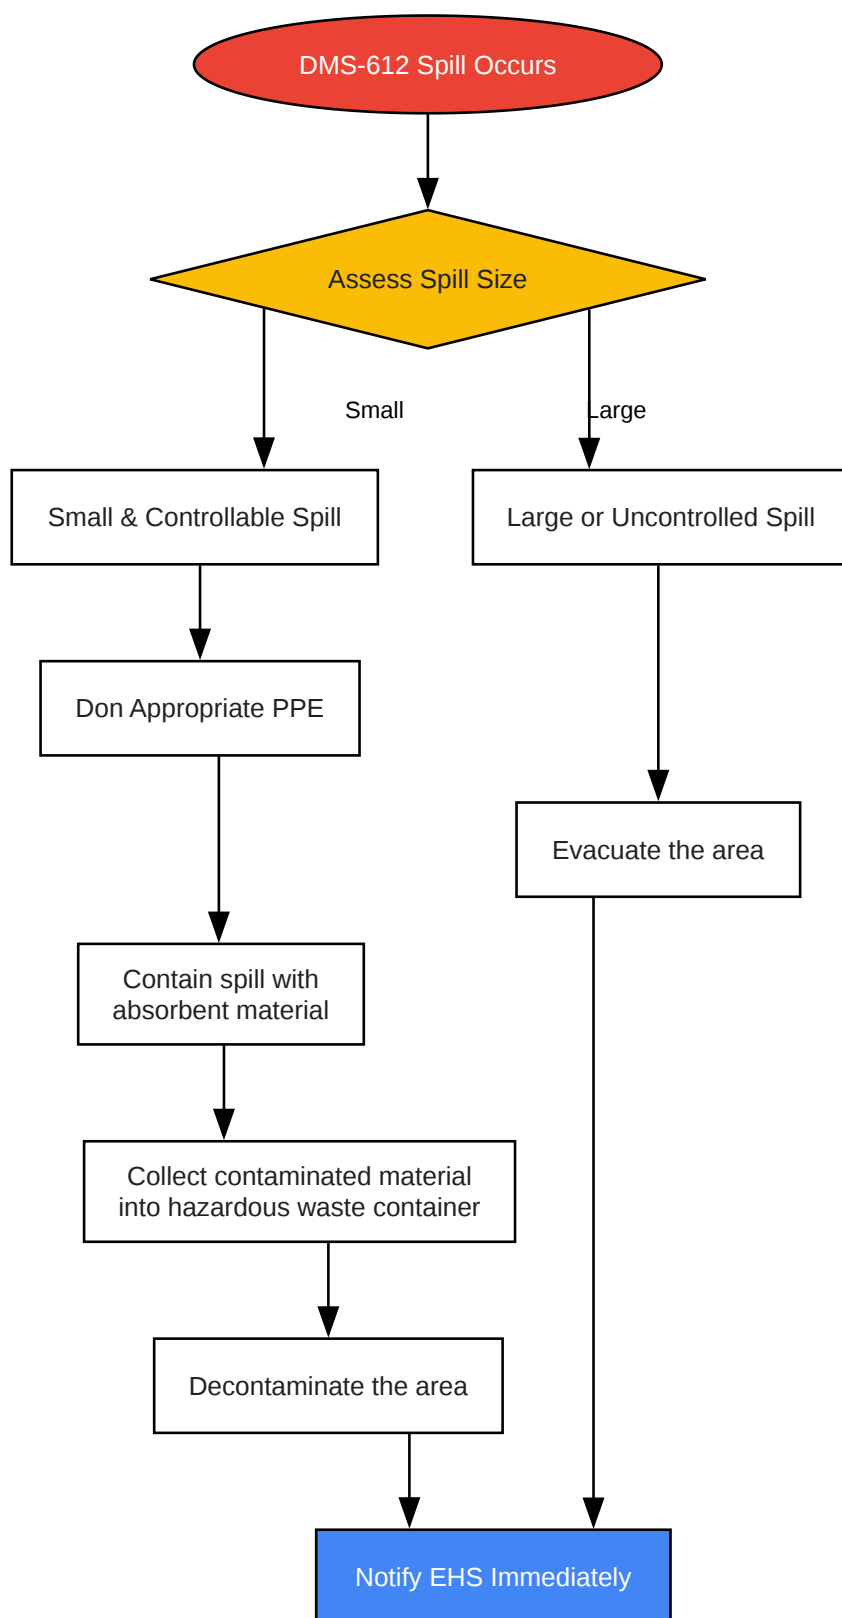 DMS-612 Spill Occurs
Assess Spill Size
Small
Large
Small & Controllable Spill
Large or Uncontrolled Spill
Don Appropriate PPE
Evacuate the area
Contain spill with
absorbent material
Collect contaminated material
into hazardous waste container
Decontaminate the area
Notify EHS Immediately